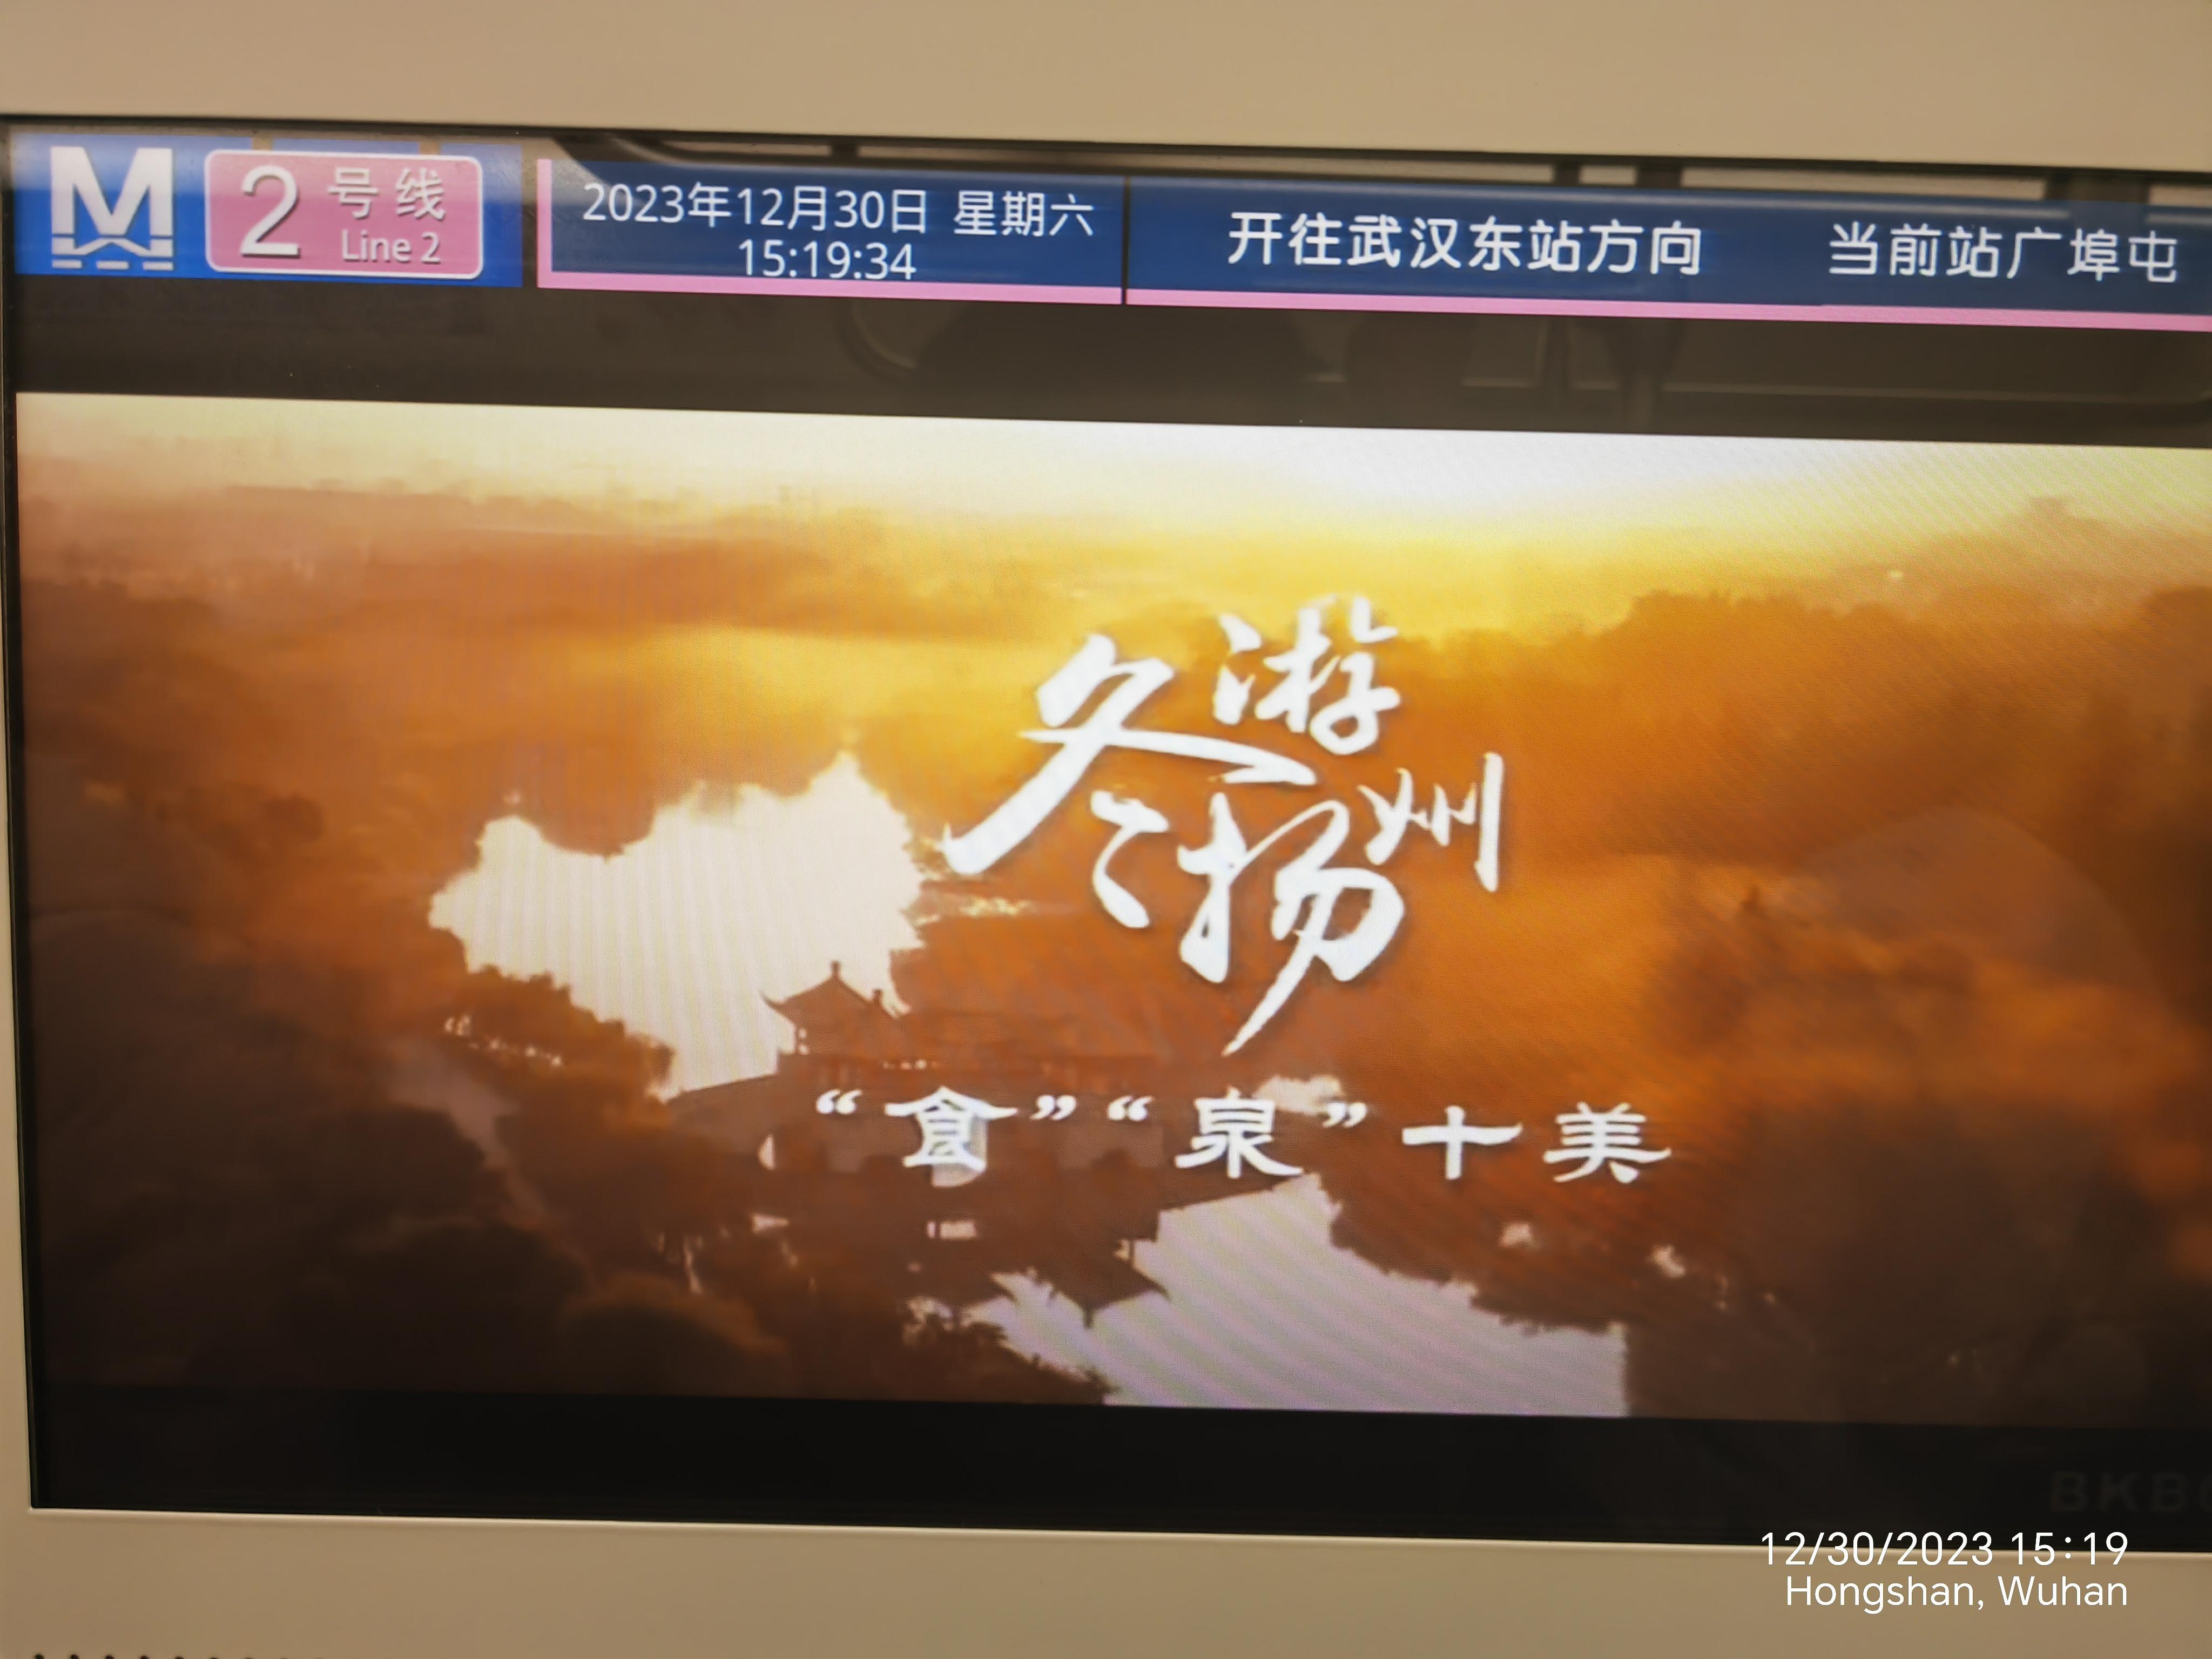 M
2号线
Line 2
2023年12月30日 星期六
15:19:34
开往武汉东站方向 当前站广埠屯
冬游
扬州
“食”“泉”十美
12/30/2023 15:19
Hongshan, Wuhan